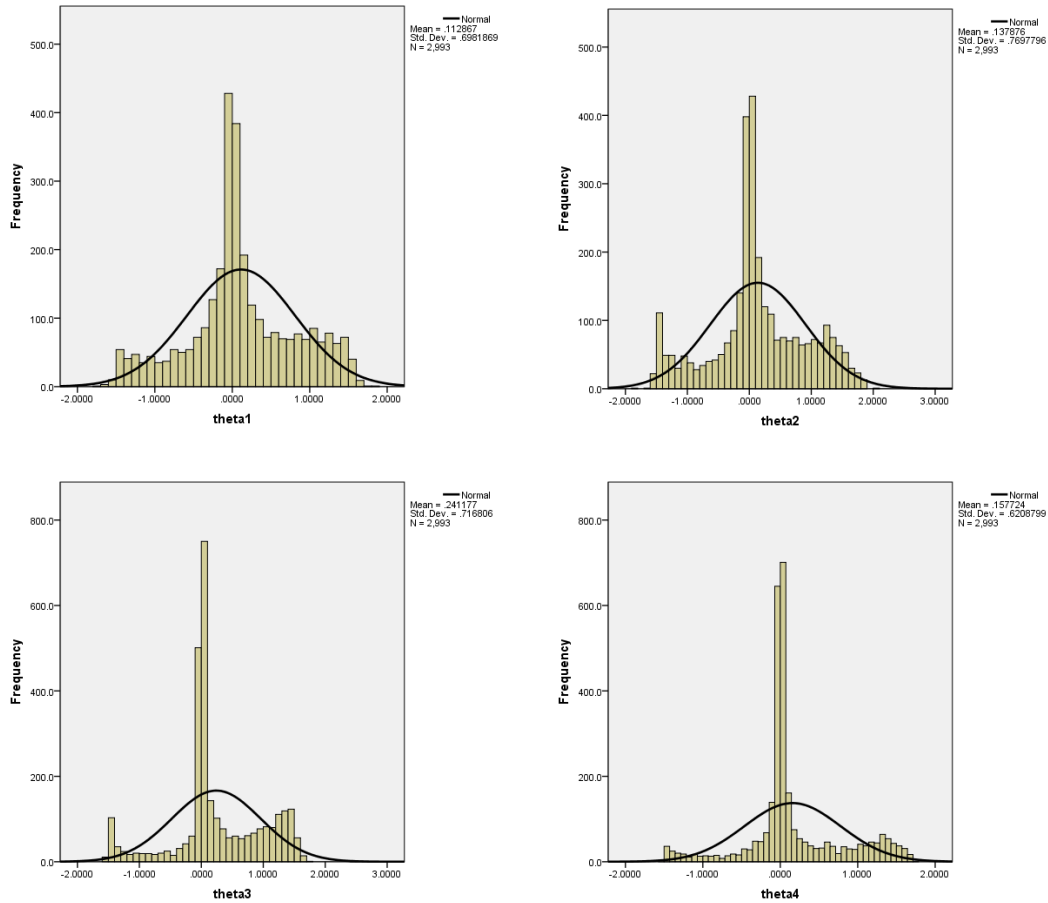 Normal
Mean = .112867
Std. Dev. = .6981869
N = 2,993
500.0
400.0
300.0
200.0
100.0
0.0
Frequency
-2.0000 -1.0000 .0000 1.0000 2.0000
theta1
Normal
Mean = .137876
Std. Dev. = .7697796
N = 2,993
500.0
400.0
300.0
200.0
100.0
0.0
Frequency
-2.0000 -1.0000 .0000 1.0000 2.0000 3.0000
theta2
Normal
Mean = .241177
Std. Dev. = .716806
N = 2,993
800.0
600.0
400.0
200.0
0.0
Frequency
-2.0000 -1.0000 .0000 1.0000 2.0000 3.0000
theta3
Normal
Mean = .157724
Std. Dev. = .6208799
N = 2,993
800.0
600.0
400.0
200.0
0.0
Frequency
-2.0000 -1.0000 .0000 1.0000 2.0000
theta4